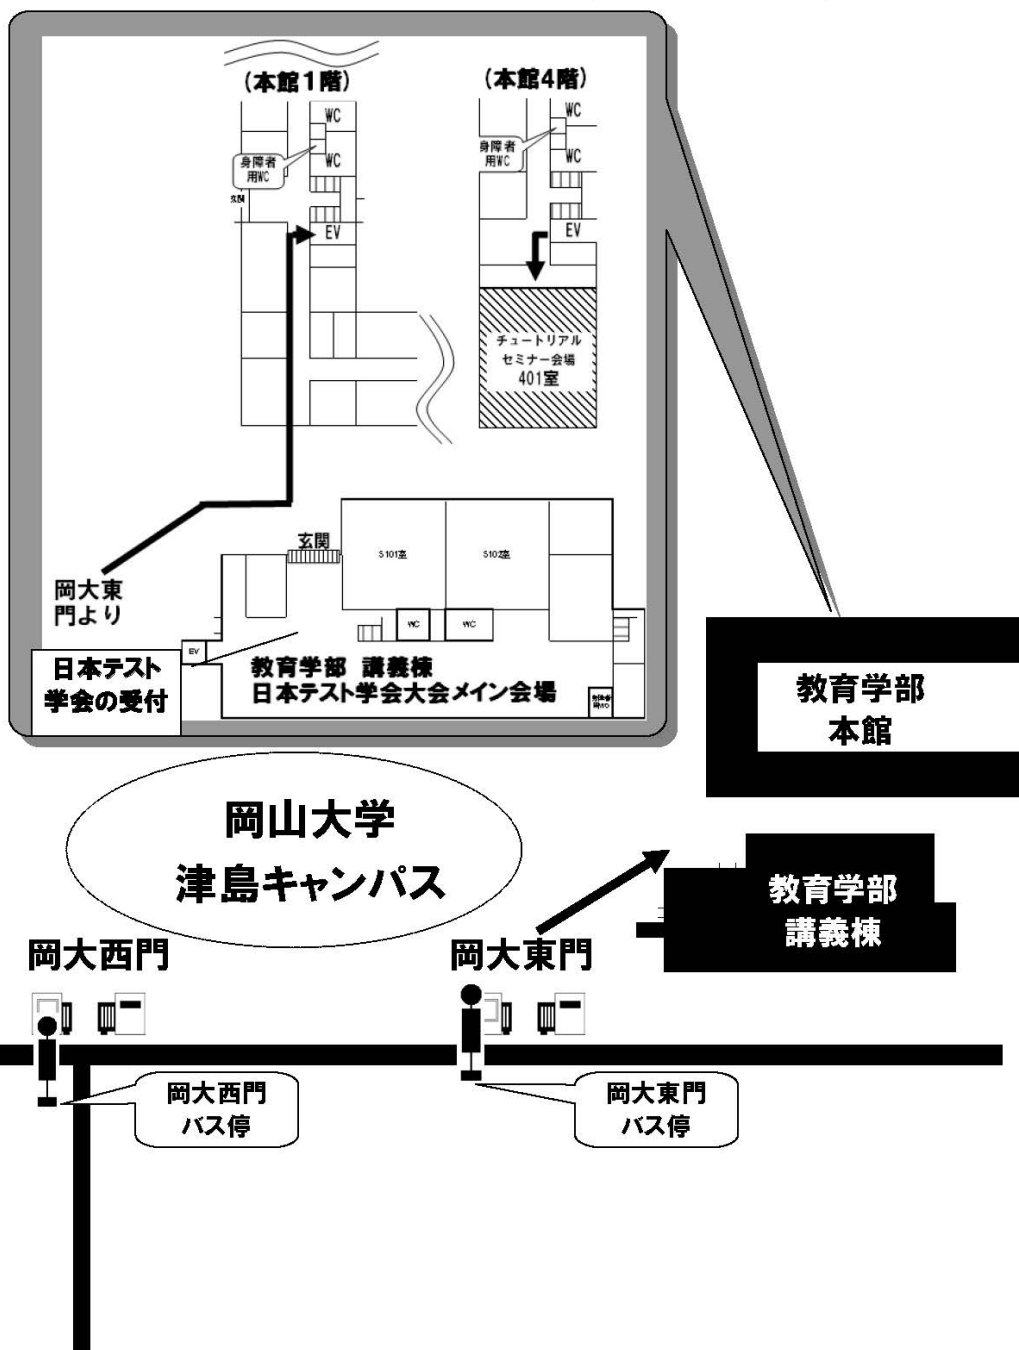 (本館1階)
(本館4階)
WC
WC
身障者
用WC
身障者
用WC
WC
WC
玄関
EV
EV
チュートリアル
セミナー会場
401室
玄関
S101室
S102室
岡大東
門より
WC
WC
EV
日本テスト
学会の受付
教育学部 講義棟
日本テスト学会大会メイン会場
教育学部
本館
岡山大学
津島キャンパス
教育学部
講義棟
岡大西門
岡大東門
岡大西門
バス停
岡大東門
バス停